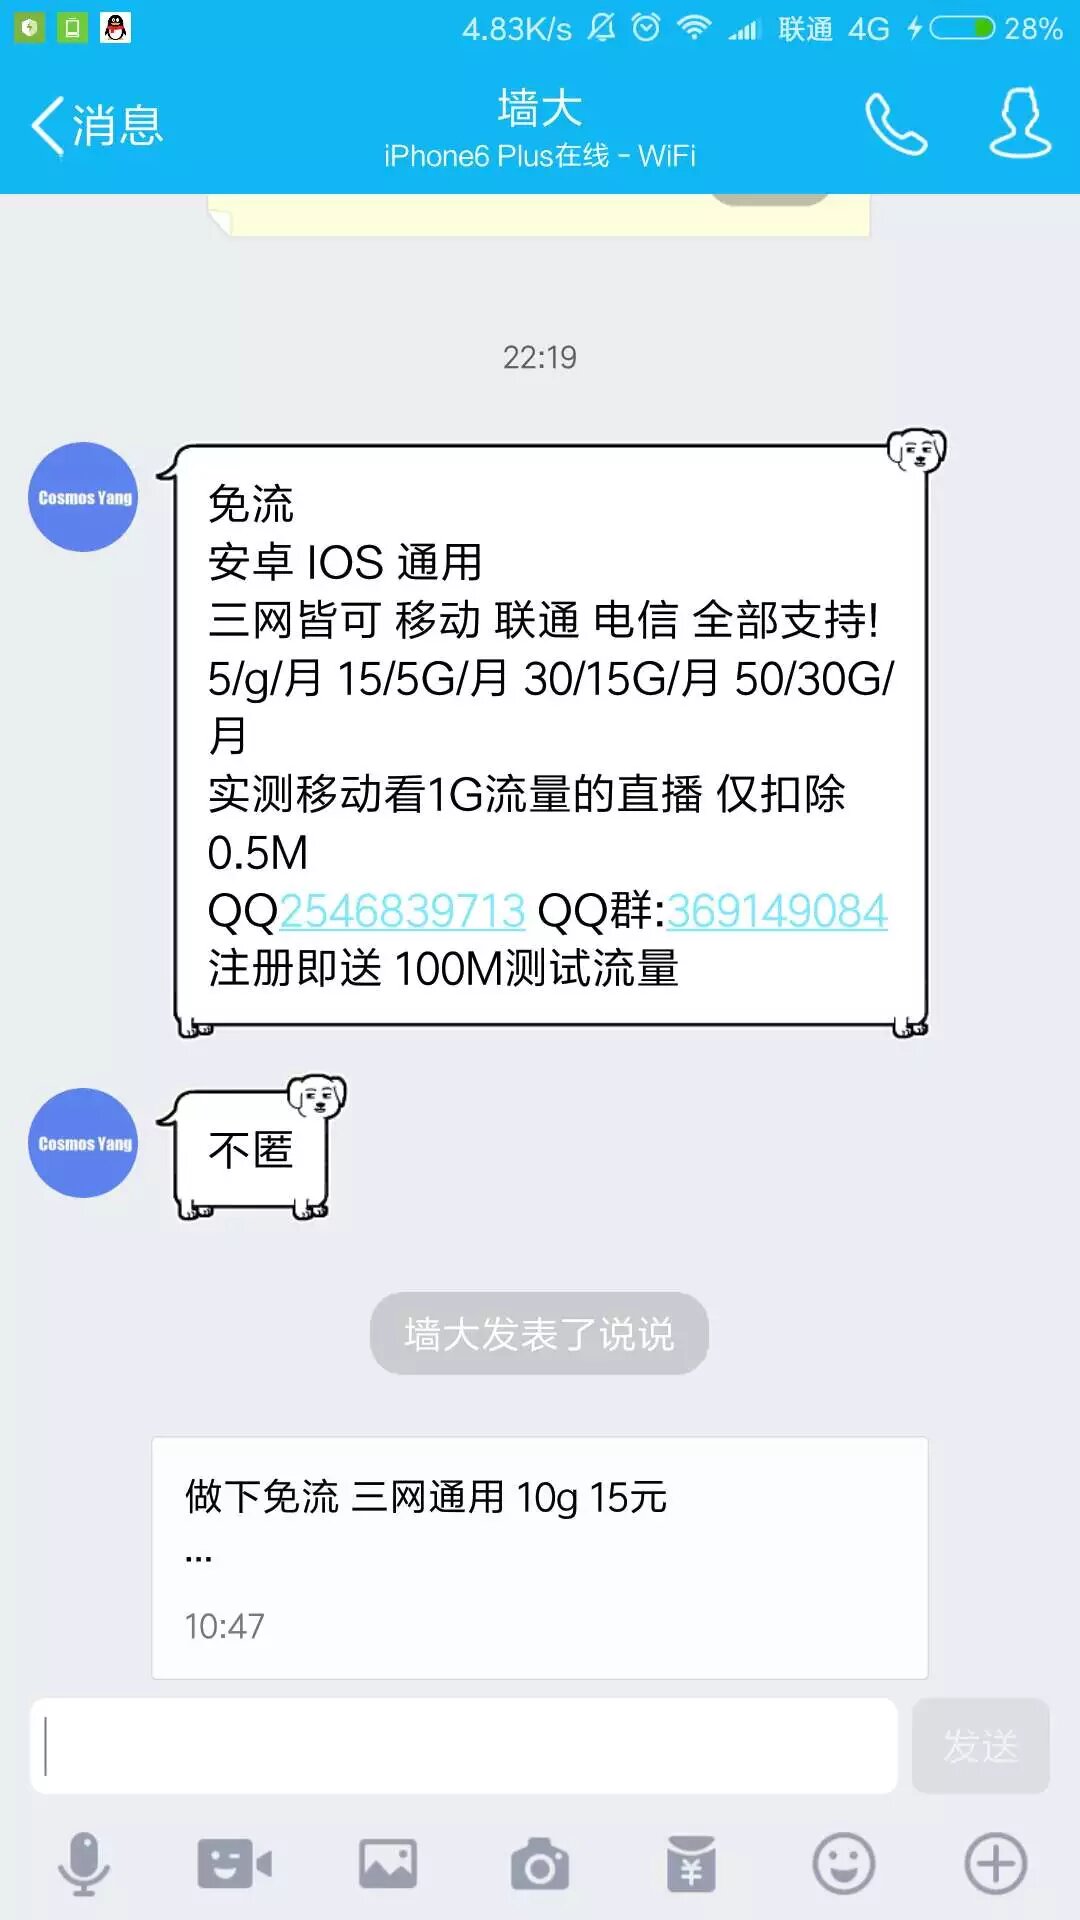 4.83K/s 联通 4G 28%
消息
墙大
iPhone6 Plus在线 - WiFi
22:19
Cosmos Yang
免流
安卓 IOS 通用
三网皆可 移动 联通 电信 全部支持!
5/g/月 15/5G/月 30/15G/月 50/30G/
月
实测移动看1G流量的直播 仅扣除
0.5M
QQ2546839713 QQ群:369149084
注册即送 100M测试流量
Cosmos Yang
不匿
墙大发表了说说
做下免流 三网通用 10g 15元
...
10:47
发送